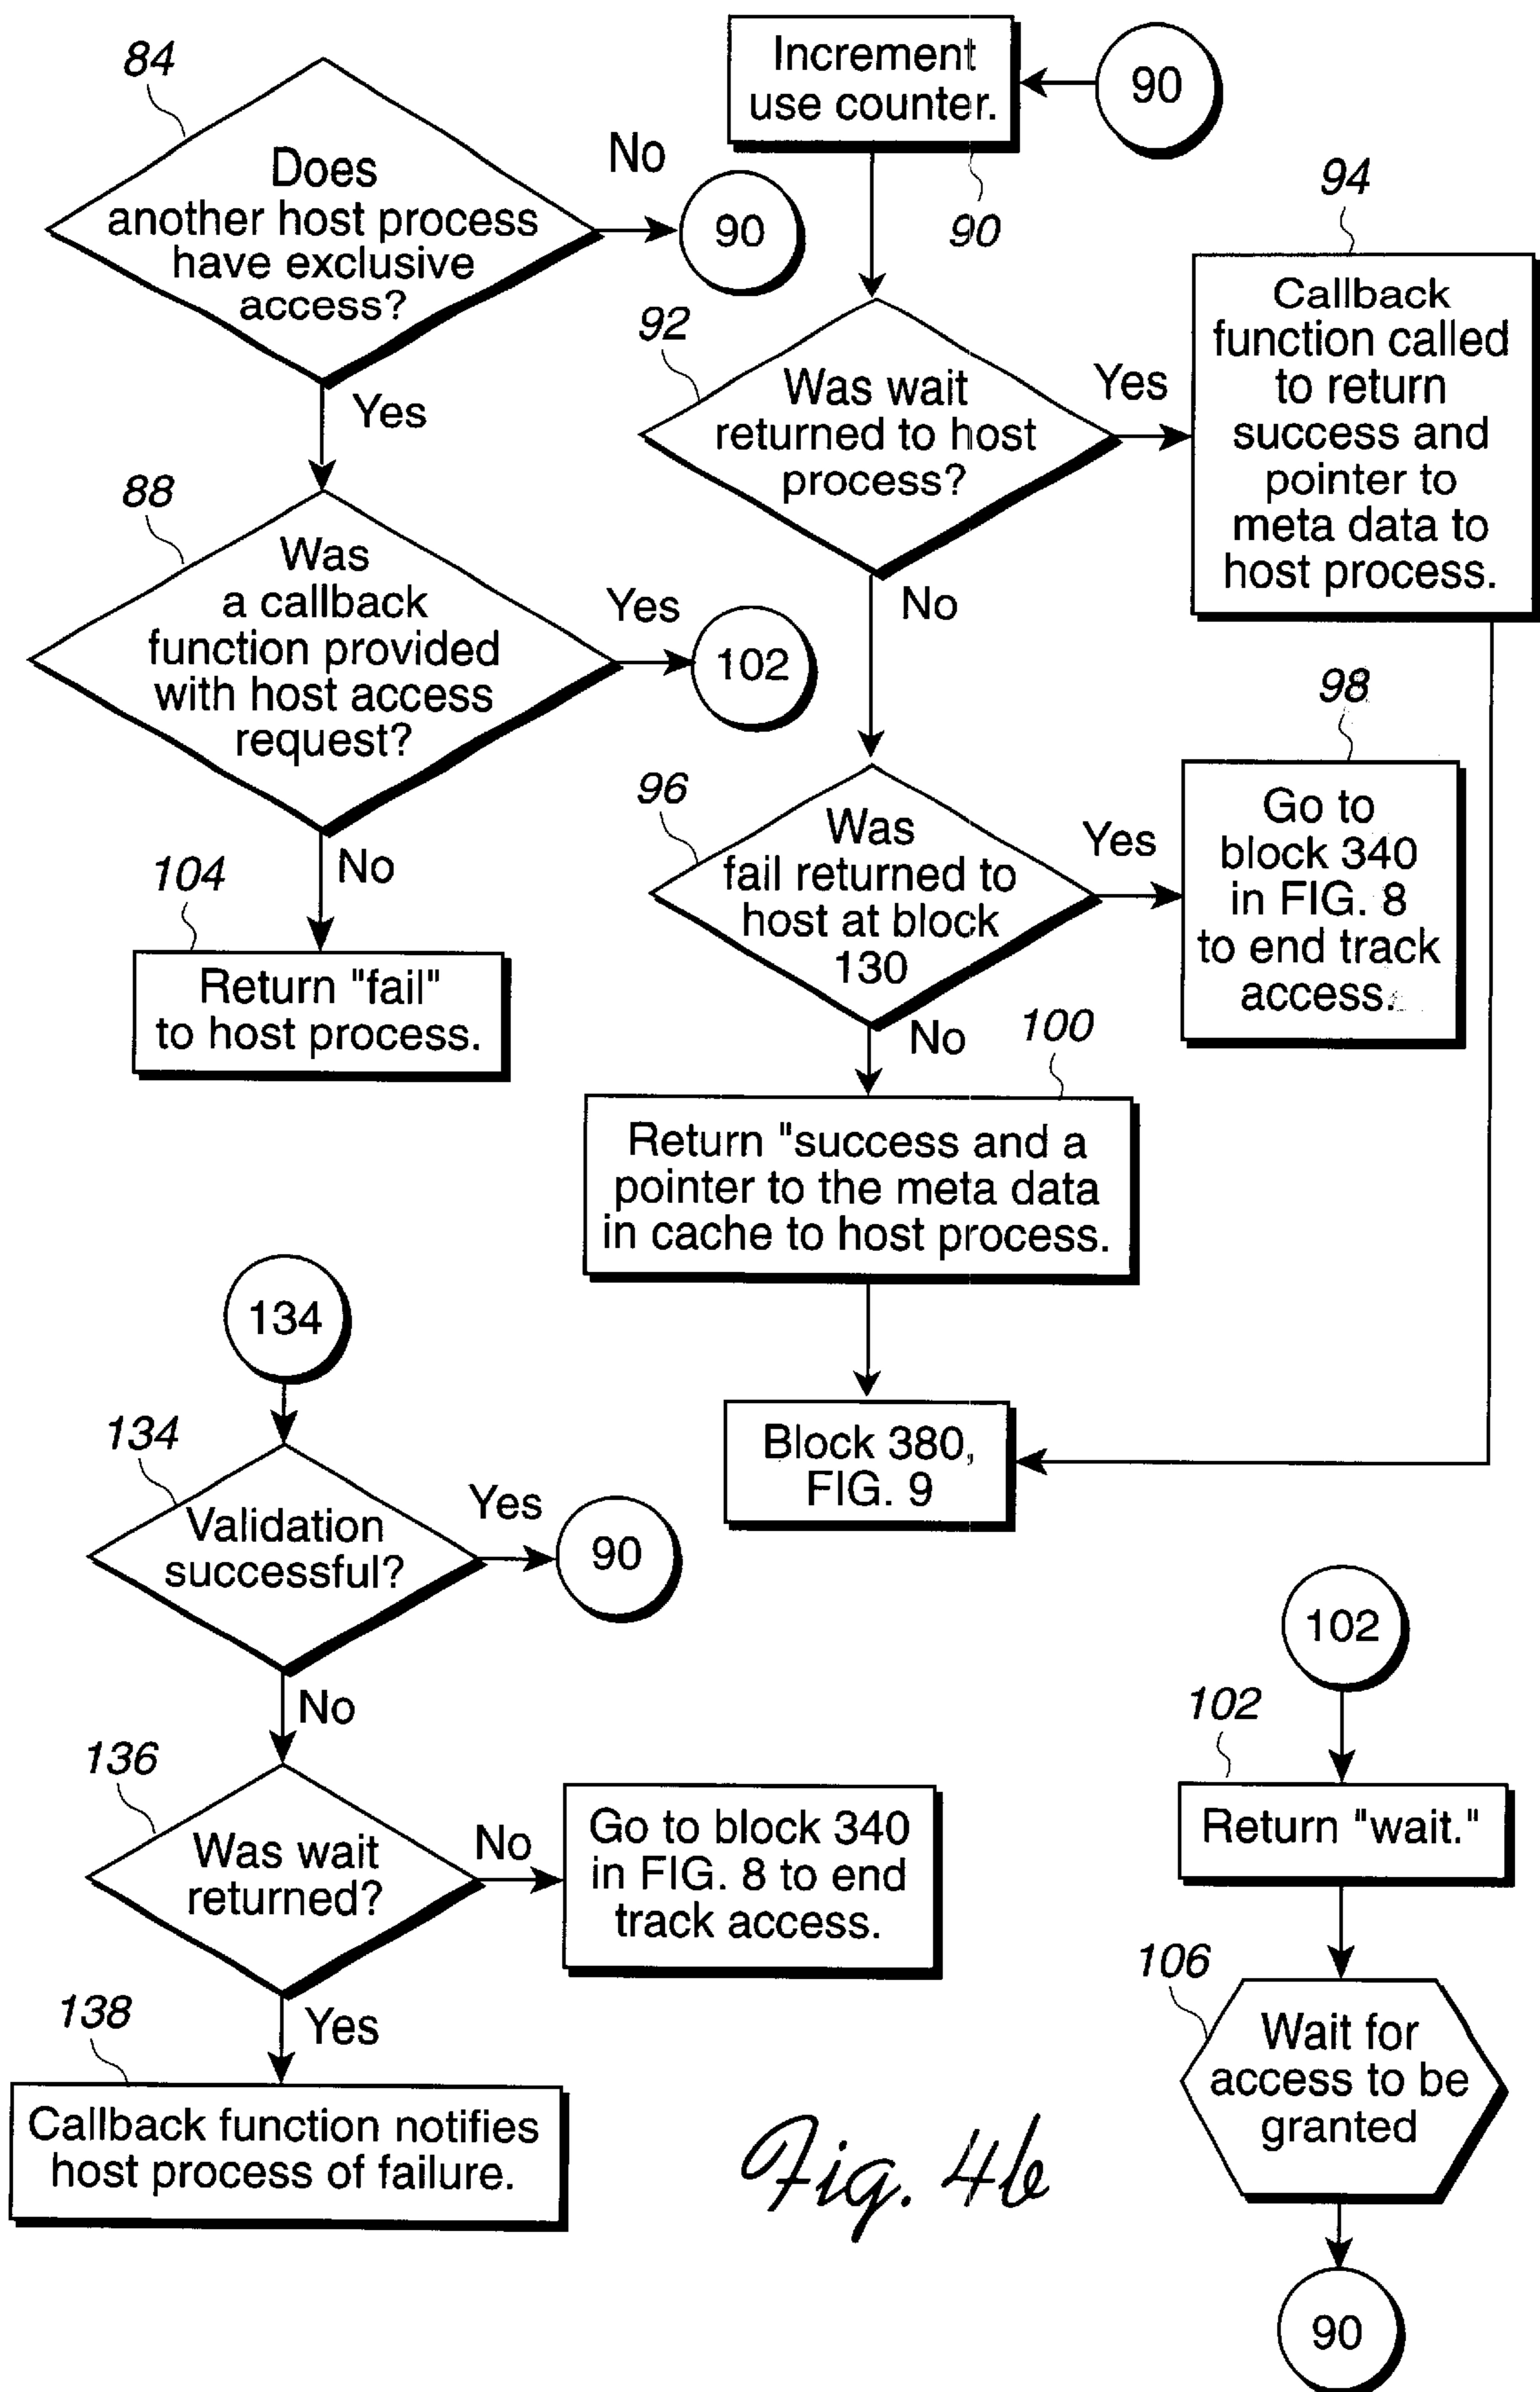 84
Does
another host process
have exclusive
access?
No
90
Yes
88
Was
a callback
function provided
with host access
request?
Yes
102
No
104
Return "fail"
to host process.
Increment
use counter.
90
90
92
Was wait
returned to host
process?
Yes
94
Callback
function called
to return
success and
pointer to
meta data to
host process.
No
96
Was
fail returned to
host at block
130
Yes
98
Go to
block 340
in FIG. 8
to end track
access.
No
100
Return "success and a
pointer to the meta data
in cache to host process.
Block 380,
FIG. 9
134
134
Validation
successful?
Yes
90
No
136
Was wait
returned?
No
Go to block 340
in FIG. 8 to end
track access.
Yes
138
Callback function notifies
host process of failure.
102
102
Return "wait."
106
Wait for
access to be
granted
90
Fig. 4b